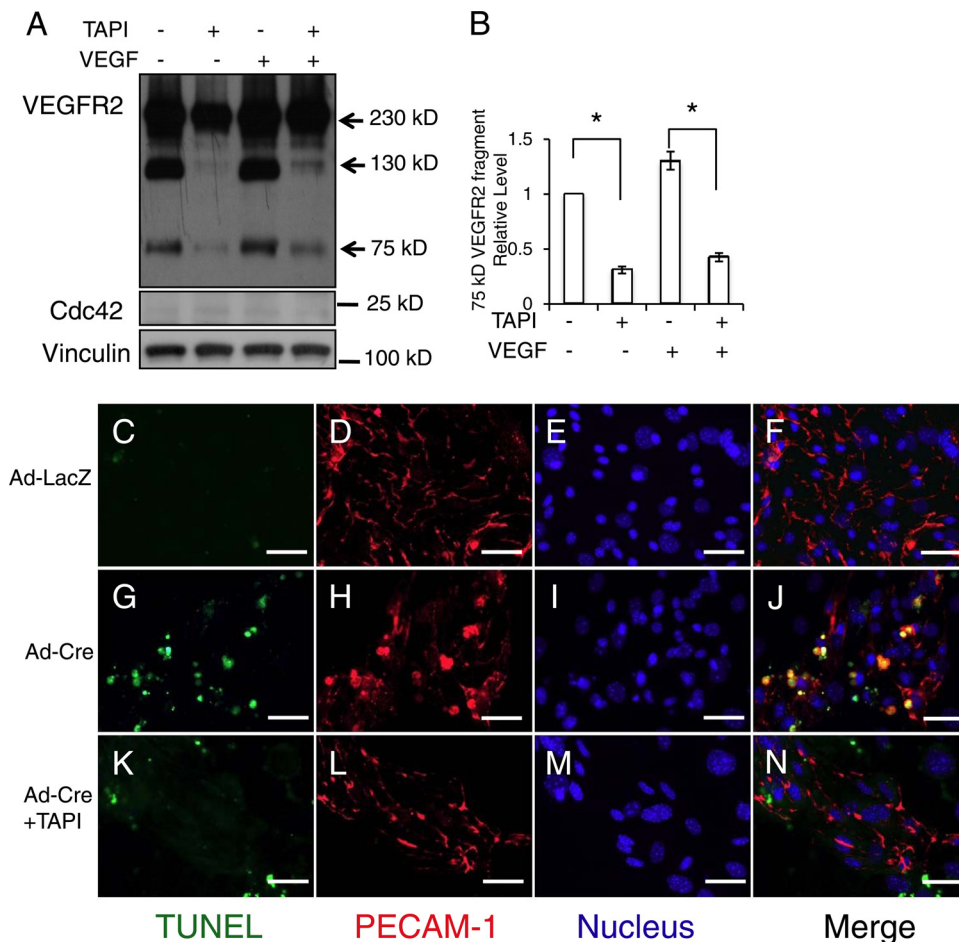 A
TAPI - + - +
VEGF - - + +
VEGFR2
230 kD
130 kD
75 kD
Cdc42
25 kD
Vinculin
100 kD
B
75 kD VEGFR2 fragment
Relative Level
1.5
1
0.5
0
* *
TAPI - + - +
VEGF - - + +
Ad-LacZ
C D E F
Ad-Cre
G H I J
Ad-Cre
+TAPI
K L M N
TUNEL PECAM-1 Nucleus Merge